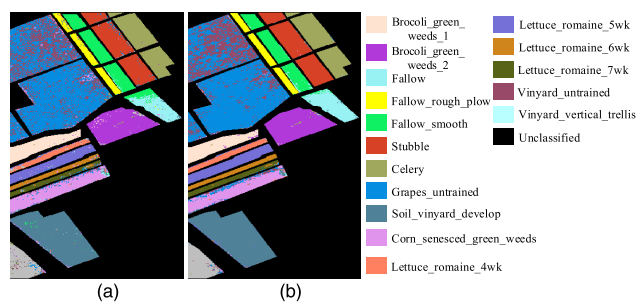 Brocoli_green_
weeds_1
Brocoli_green_
weeds_2
Fallow
Fallow_rough_plow
Fallow_smooth
Stubble
Celery
Grapes_untrained
Soil_vinyard_develop
Corn_senesced_green_weeds
Lettuce_romaine_4wk
Lettuce_romaine_5wk
Lettuce_romaine_6wk
Lettuce_romaine_7wk
Vinyard_untrained
Vinyard_vertical_trellis
Unclassified
(a)
(b)